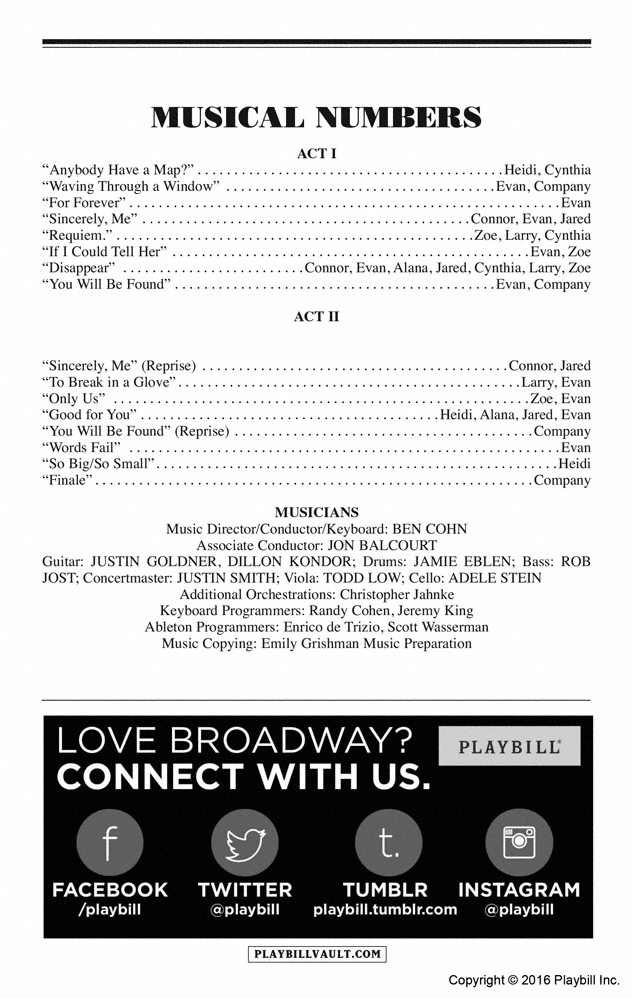 MUSICAL NUMBERS
ACT I
“Anybody Have a Map?” . . . . . . . . . . . . . . . . . . . . . . . . . . . . . . . . . . . . . . . . . . Heidi, Cynthia
“Waving Through a Window” . . . . . . . . . . . . . . . . . . . . . . . . . . . . . . . . . . . . . Evan, Company
“For Forever” . . . . . . . . . . . . . . . . . . . . . . . . . . . . . . . . . . . . . . . . . . . . . . . . . . . . . . . . . . . Evan
“Sincerely, Me” . . . . . . . . . . . . . . . . . . . . . . . . . . . . . . . . . . . . . . . . . . . . . Connor, Evan, Jared
“Requiem.” . . . . . . . . . . . . . . . . . . . . . . . . . . . . . . . . . . . . . . . . . . . . . . . . . Zoe, Larry, Cynthia
“If I Could Tell Her” . . . . . . . . . . . . . . . . . . . . . . . . . . . . . . . . . . . . . . . . . . . . . . . . . Evan, Zoe
“Disappear” . . . . . . . . . . . . . . . . . . . . . . . . . Connor, Evan, Alana, Jared, Cynthia, Larry, Zoe
“You Will Be Found” . . . . . . . . . . . . . . . . . . . . . . . . . . . . . . . . . . . . . . . . . . . . Evan, Company
ACT II
“Sincerely, Me” (Reprise) . . . . . . . . . . . . . . . . . . . . . . . . . . . . . . . . . . . . . . . . . . Connor, Jared
“To Break in a Glove” . . . . . . . . . . . . . . . . . . . . . . . . . . . . . . . . . . . . . . . . . . . . . . . Larry, Evan
“Only Us” . . . . . . . . . . . . . . . . . . . . . . . . . . . . . . . . . . . . . . . . . . . . . . . . . . . . . . . . . Zoe, Evan
“Good for You” . . . . . . . . . . . . . . . . . . . . . . . . . . . . . . . . . . . . . . . . . Heidi, Alana, Jared, Evan
“You Will Be Found” (Reprise) . . . . . . . . . . . . . . . . . . . . . . . . . . . . . . . . . . . . . . . . . Company
“Words Fail” . . . . . . . . . . . . . . . . . . . . . . . . . . . . . . . . . . . . . . . . . . . . . . . . . . . . . . . . . . . Evan
“So Big/So Small” . . . . . . . . . . . . . . . . . . . . . . . . . . . . . . . . . . . . . . . . . . . . . . . . . . . . . . . Heidi
“Finale” . . . . . . . . . . . . . . . . . . . . . . . . . . . . . . . . . . . . . . . . . . . . . . . . . . . . . . . . . . . . Company
MUSICIANS
Music Director/Conductor/Keyboard: BEN COHN
Associate Conductor: JON BALCOURT
Guitar: JUSTIN GOLDNER, DILLON KONDOR; Drums: JAMIE EBLEN; Bass: ROB
JOST; Concertmaster: JUSTIN SMITH; Viola: TODD LOW; Cello: ADELE STEIN
Additional Orchestrations: Christopher Jahnke
Keyboard Programmers: Randy Cohen, Jeremy King
Ableton Programmers: Enrico de Trizio, Scott Wasserman
Music Copying: Emily Grishman Music Preparation
LOVE BROADWAY?
CONNECT WITH US.
PLAYBILL®
f t.
FACEBOOK TWITTER TUMBLR INSTAGRAM
/playbill @playbill playbill.tumblr.com @playbill
PLAYBILLVAULT.COM
Copyright © 2016 Playbill Inc.